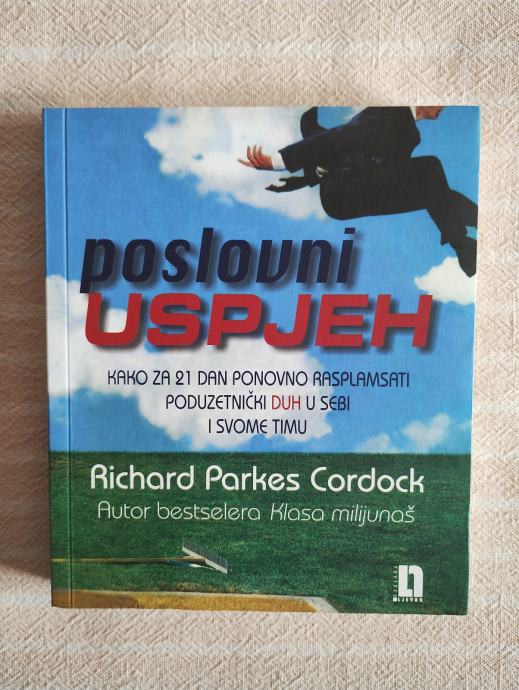 poslovni
USPJEH
KAKO ZA 21 DAN PONOVNO RASPLAMSATI
PODUZETNIČKI DUH U SEBI
I SVOME TIMU
Richard Parkes Cordock
Autor bestselera Klasa milijunaš